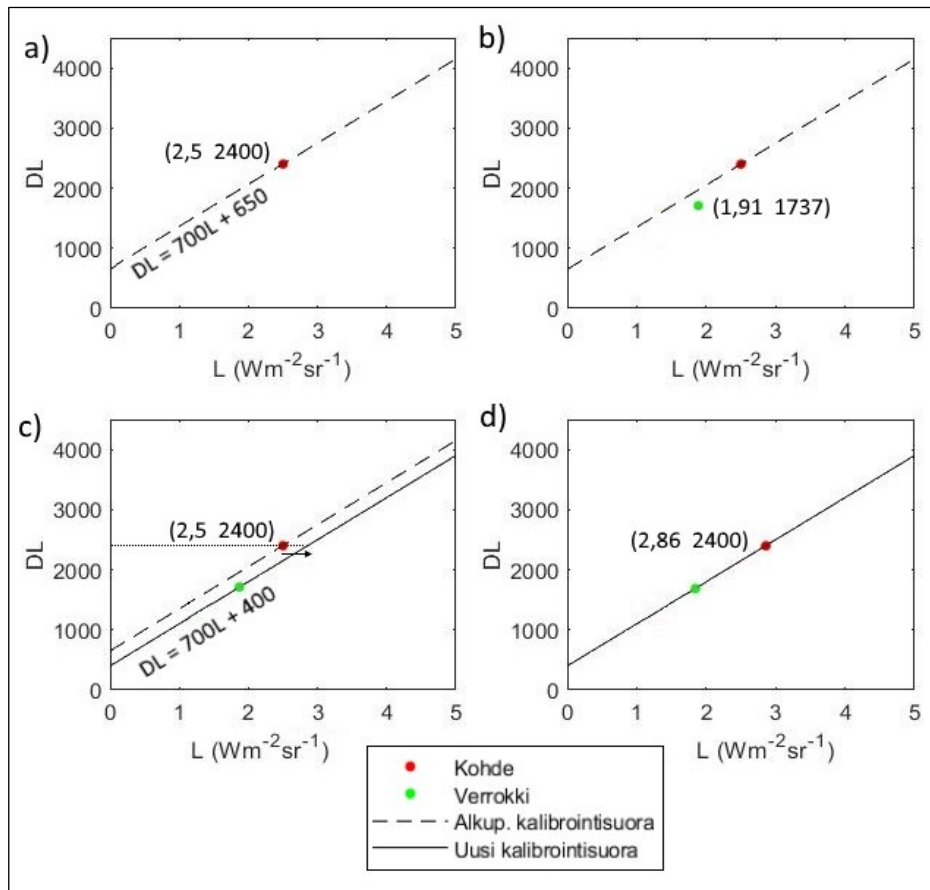 a)
4000
3000
2000
1000
0
DL
(2,5 2400)
DL = 700L + 650
0 1 2 3 4 5
L (Wm⁻²sr⁻¹)
b)
4000
3000
2000
1000
0
DL
(1,91 1737)
0 1 2 3 4 5
L (Wm⁻²sr⁻¹)
c)
4000
3000
2000
1000
0
DL
(2,5 2400)
DL = 700L + 400
0 1 2 3 4 5
L (Wm⁻²sr⁻¹)
d)
4000
3000
2000
1000
0
DL
(2,86 2400)
0 1 2 3 4 5
L (Wm⁻²sr⁻¹)
Kohde
Verrokki
Alkup. kalibrointisuora
Uusi kalibrointisuora